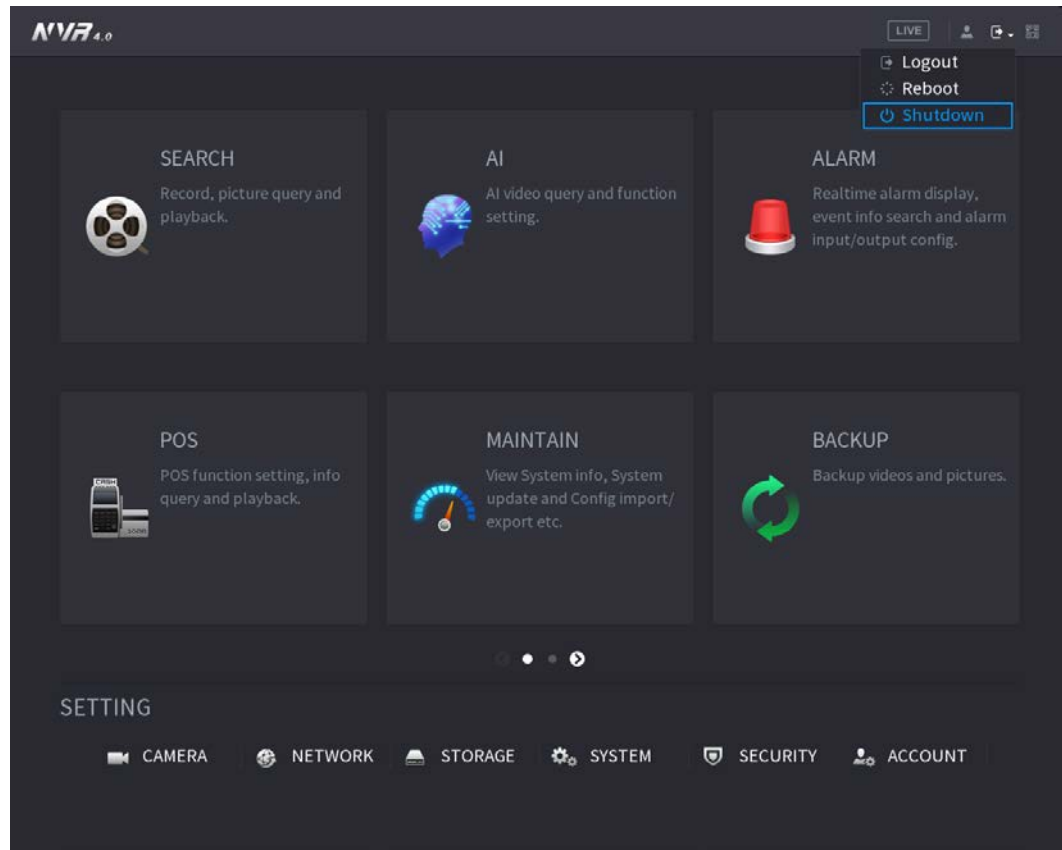 NVR 4.0
LIVE
Logout
Reboot
Shutdown
SEARCH
Record, picture query and
playback.
AI
AI video query and function
setting.
ALARM
Realtime alarm display,
event info search and alarm
input/output config.
POS
POS function setting, info
query and playback.
CASH
MAINTAIN
View System info, System
update and Config import/
export etc.
BACKUP
Backup videos and pictures.
SETTING
CAMERA
NETWORK
STORAGE
SYSTEM
SECURITY
ACCOUNT